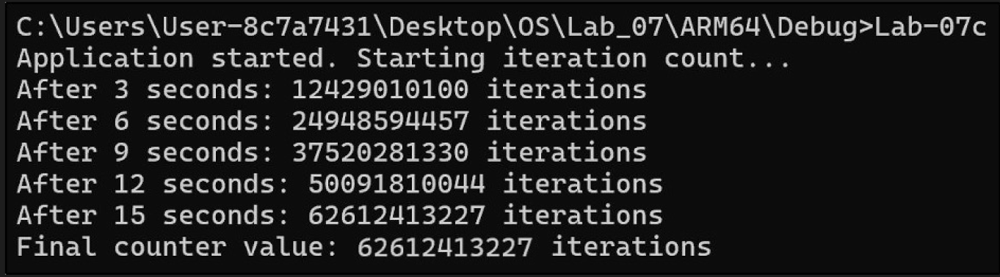 C:\Users\User-8c7a7431\Desktop\OS\Lab_07\ARM64\Debug>Lab-07c
Application started. Starting iteration count...
After 3 seconds: 12429010100 iterations
After 6 seconds: 24948594457 iterations
After 9 seconds: 37520281330 iterations
After 12 seconds: 50091810044 iterations
After 15 seconds: 62612413227 iterations
Final counter value: 62612413227 iterations